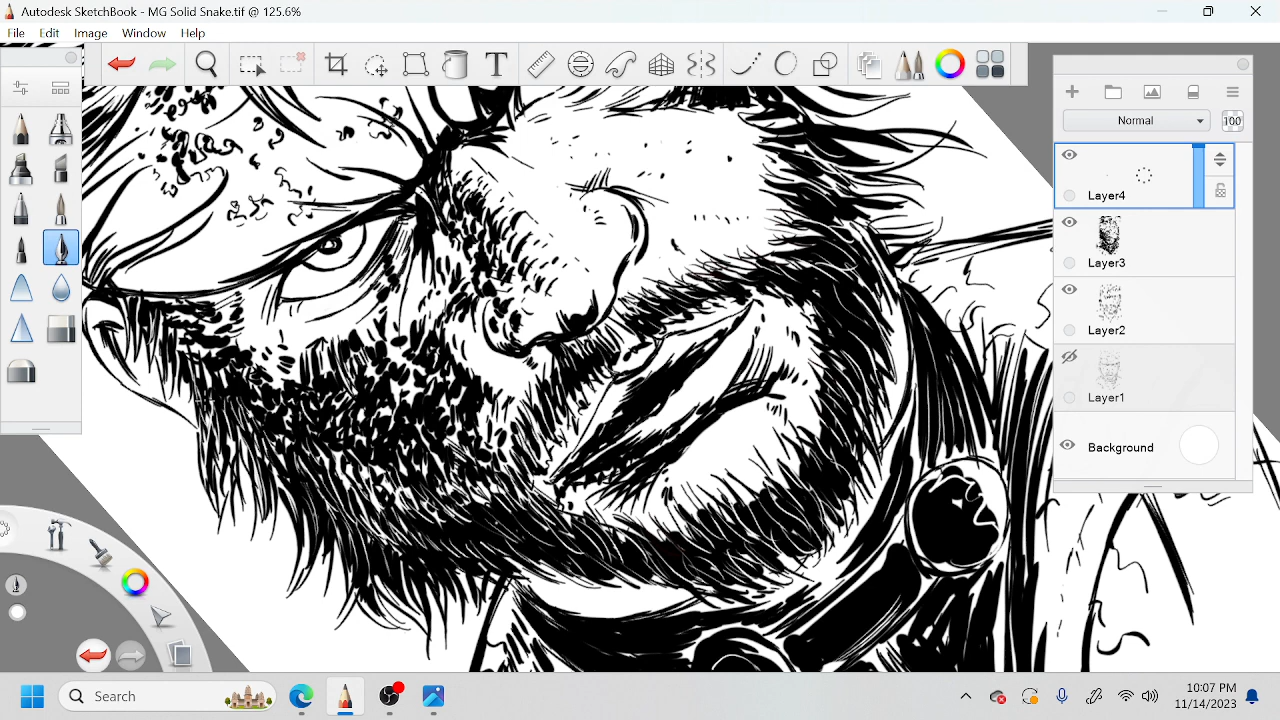 Autodesk SketchBook - MG Solid Snake.tif @ 125.6%
File Edit Image Window Help
T
Normal
100
Layer4
Layer3
Layer2
Layer1
Background
Search
10:07 PM
11/14/2023